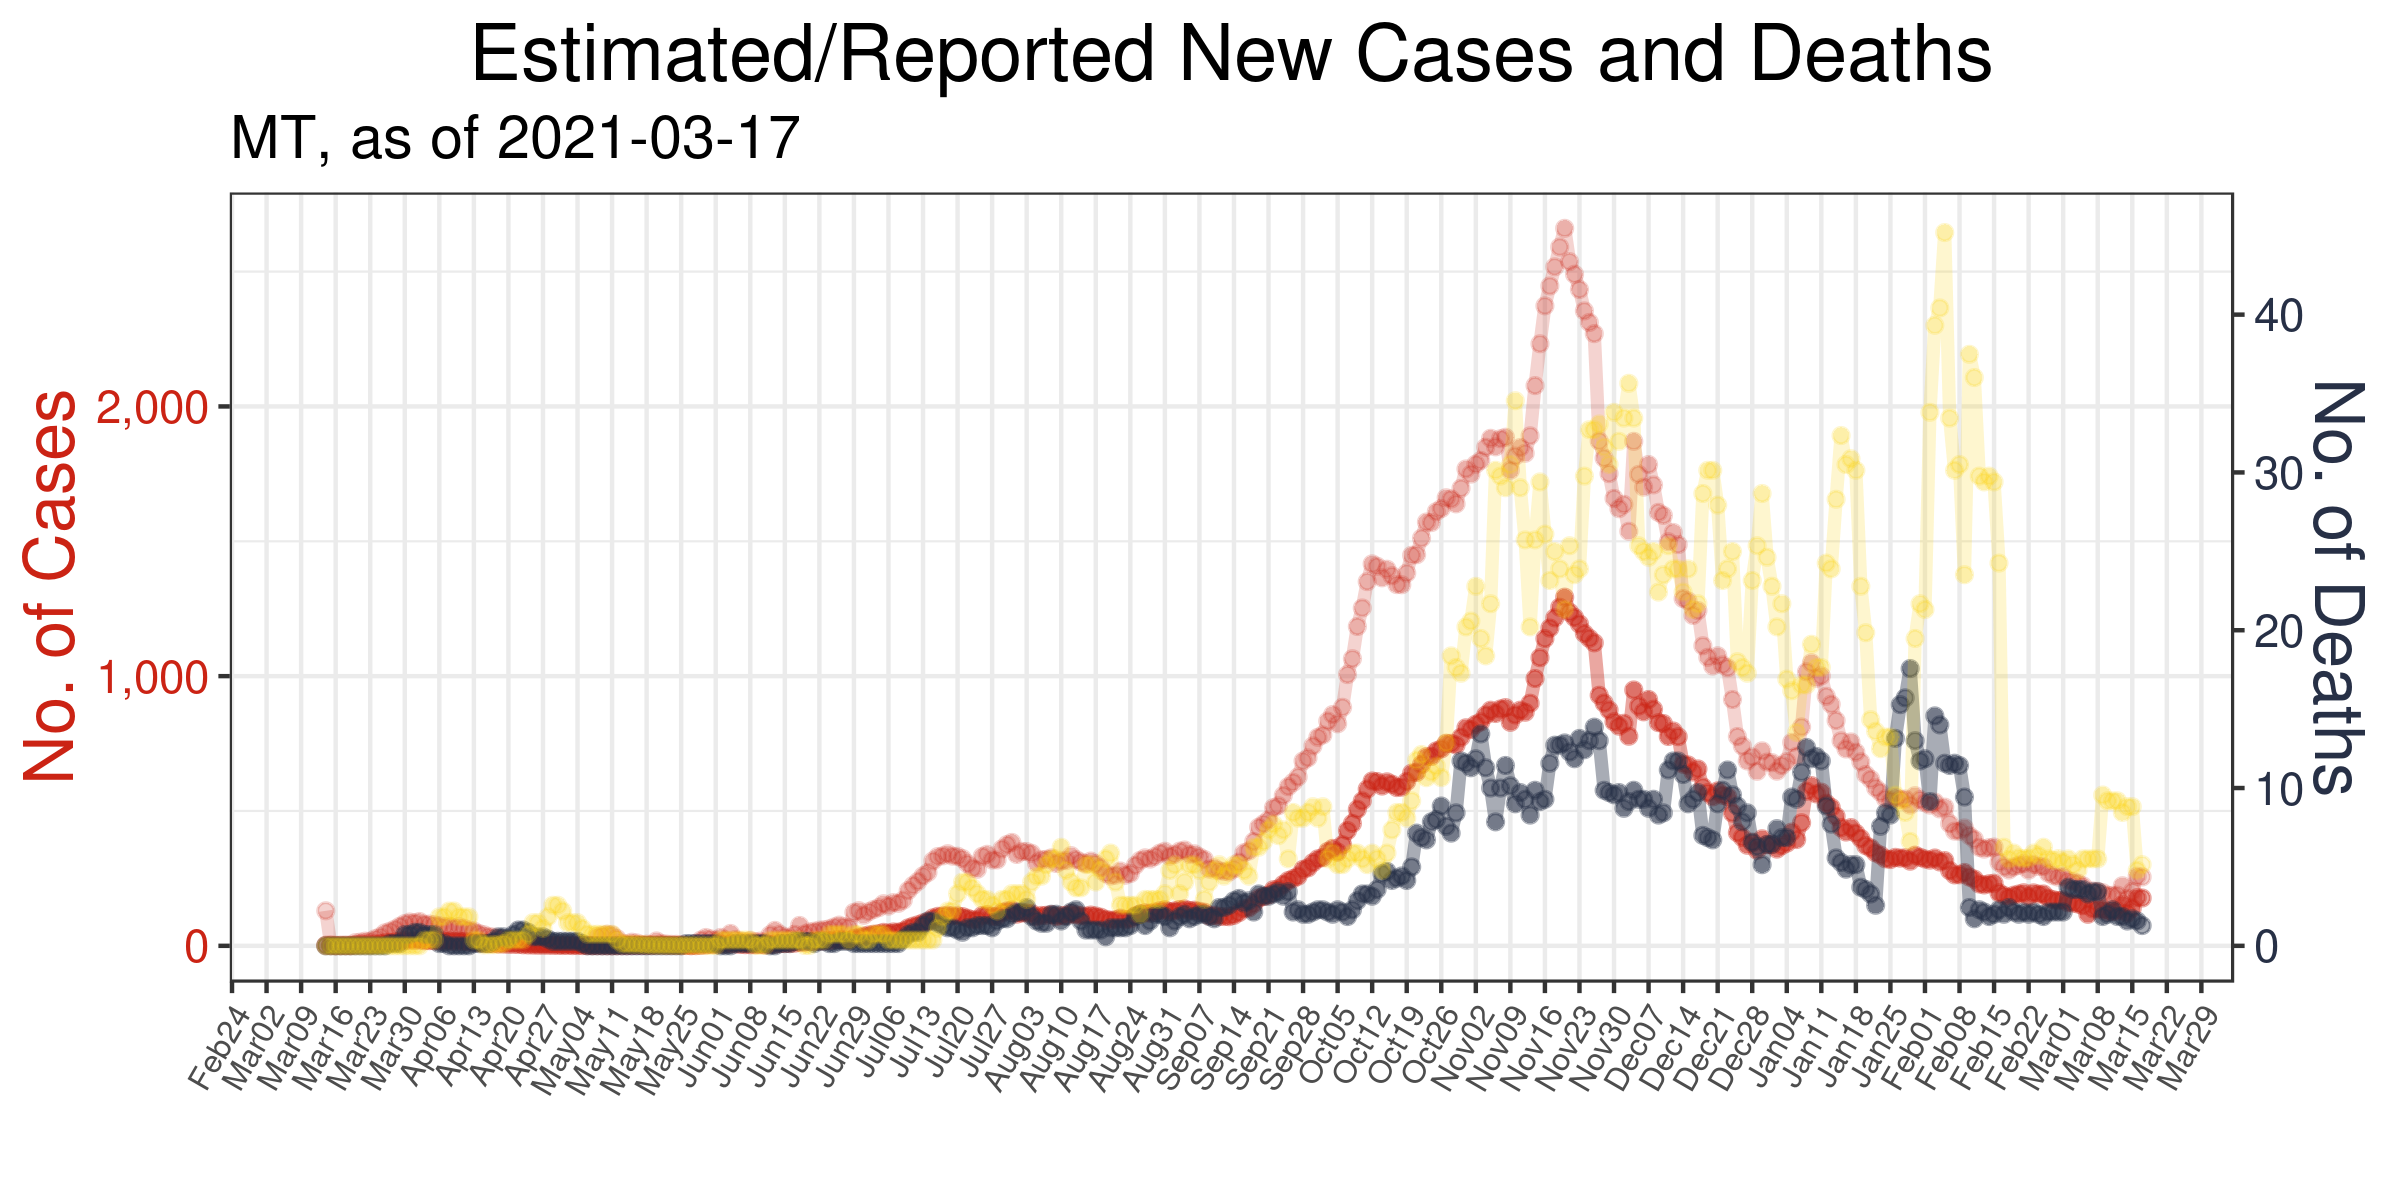 Estimated/Reported New Cases and Deaths
MT, as of 2021-03-17
No. of Cases
2,000
1,000
0
No. of Deaths
40
30
20
10
0
Feb24
Mar02
Mar09
Mar16
Mar23
Mar30
Apr06
Apr13
Apr20
Apr27
May04
May11
May18
May25
Jun01
Jun08
Jun15
Jun22
Jun29
Jul06
Jul13
Jul20
Jul27
Aug03
Aug10
Aug17
Aug24
Aug31
Sep07
Sep14
Sep21
Sep28
Oct05
Oct12
Oct19
Oct26
Nov02
Nov09
Nov16
Nov23
Nov30
Dec07
Dec14
Dec21
Dec28
Jan04
Jan11
Jan18
Jan25
Feb01
Feb08
Feb15
Feb22
Mar01
Mar08
Mar15
Mar22
Mar29